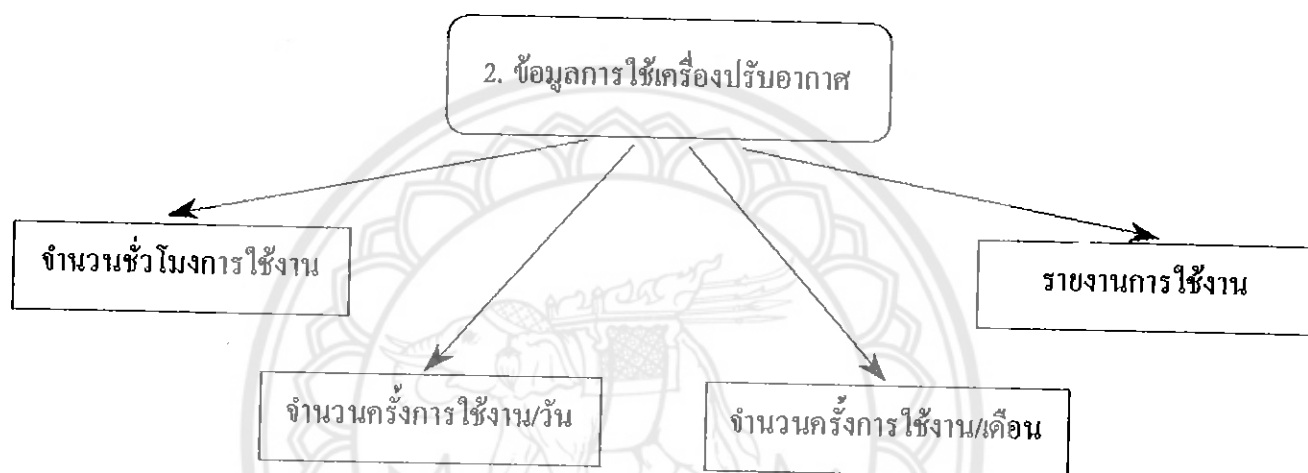 2. ข้อมูลการใช้เครื่องปรับอากาศ
จำนวนชั่วโมงการใช้งาน
รายงานการใช้งาน
จำนวนครั้งการใช้งาน/วัน
จำนวนครั้งการใช้งาน/เดือน